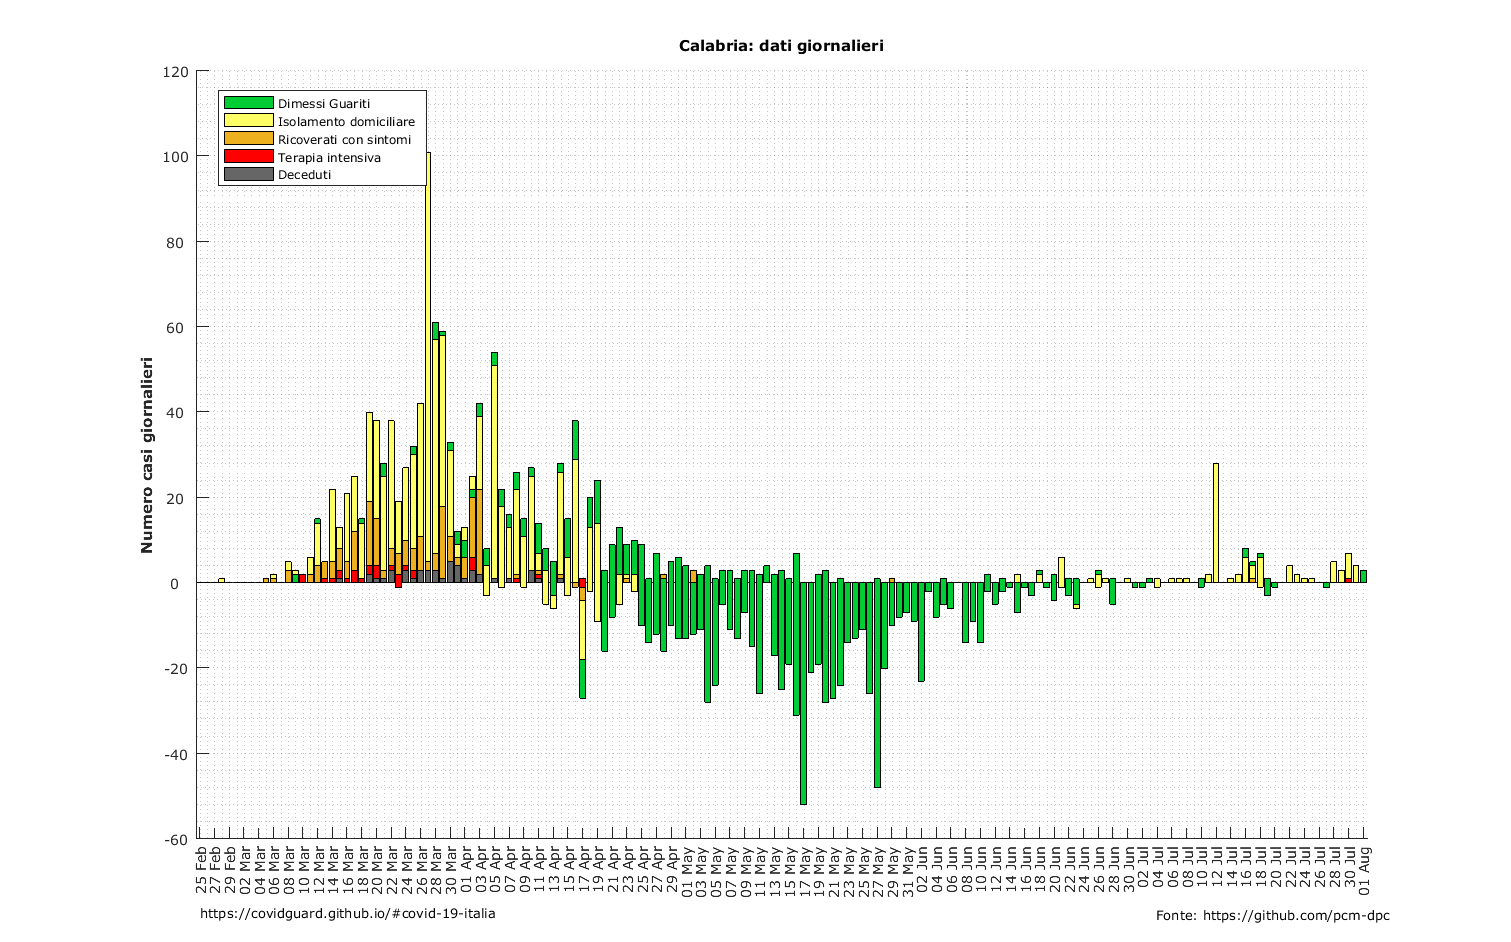 Calabria: dati giornalieri
Numero casi giornalieri
120
100
80
60
40
20
0
-20
-40
-60
Dimessi Guariti
Isolamento domiciliare
Ricoverati con sintomi
Terapia intensiva
Deceduti
25 Feb
27 Feb
29 Feb
02 Mar
04 Mar
06 Mar
08 Mar
10 Mar
12 Mar
14 Mar
16 Mar
18 Mar
20 Mar
22 Mar
24 Mar
26 Mar
28 Mar
30 Mar
01 Apr
03 Apr
05 Apr
07 Apr
09 Apr
11 Apr
13 Apr
15 Apr
17 Apr
19 Apr
21 Apr
23 Apr
25 Apr
27 Apr
29 Apr
01 May
03 May
05 May
07 May
09 May
11 May
13 May
15 May
17 May
19 May
21 May
23 May
25 May
27 May
29 May
31 May
02 Jun
04 Jun
06 Jun
08 Jun
10 Jun
12 Jun
14 Jun
16 Jun
18 Jun
20 Jun
22 Jun
24 Jun
26 Jun
28 Jun
30 Jun
02 Jul
04 Jul
06 Jul
08 Jul
10 Jul
12 Jul
14 Jul
16 Jul
18 Jul
20 Jul
22 Jul
24 Jul
26 Jul
28 Jul
30 Jul
01 Aug
https://covidguard.github.io/#covid-19-italia
Fonte: https://github.com/pcm-dpc